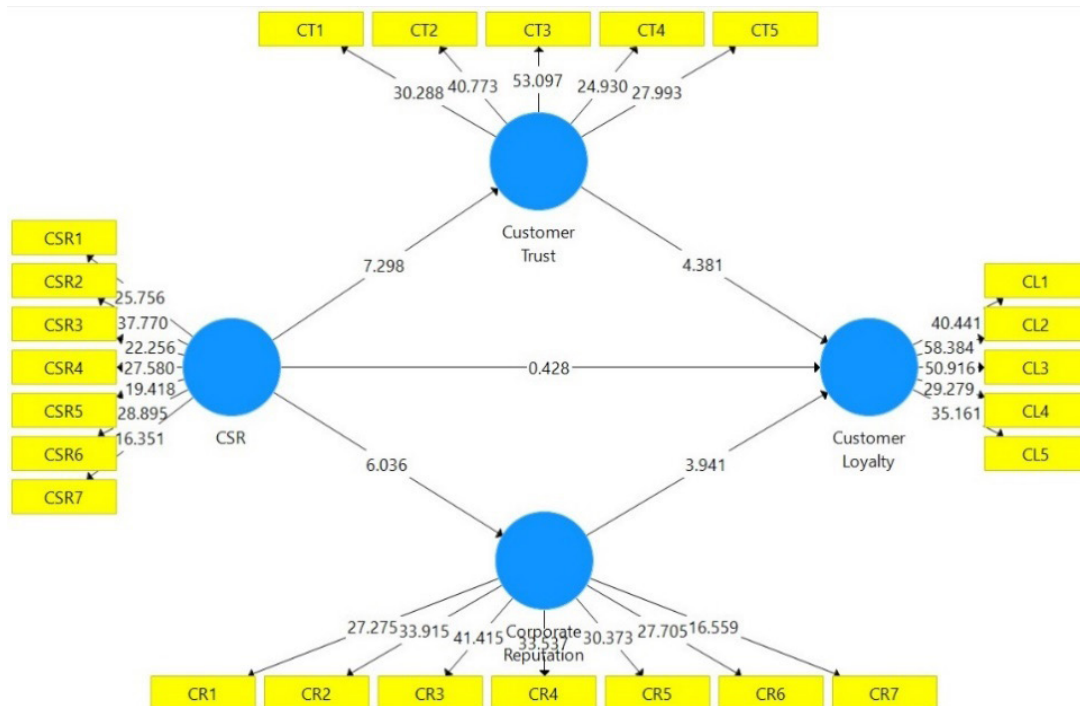 CT1 CT2 CT3 CT4 CT5
30.288 40.773 53.097 24.930 27.993
Customer
Trust
7.298
4.381
CSR1
CSR2
CSR3
CSR4
CSR5
CSR6
CSR7
25.756
37.770
22.256
27.580
19.418
28.895
16.351
CSR
0.428
CL1
CL2
CL3
CL4
CL5
40.441
58.384
50.916
29.279
35.161
Customer
Loyalty
6.036
3.941
Corporate
Reputation
27.275 33.915 41.415 33.537 30.373 27.705 16.559
CR1 CR2 CR3 CR4 CR5 CR6 CR7